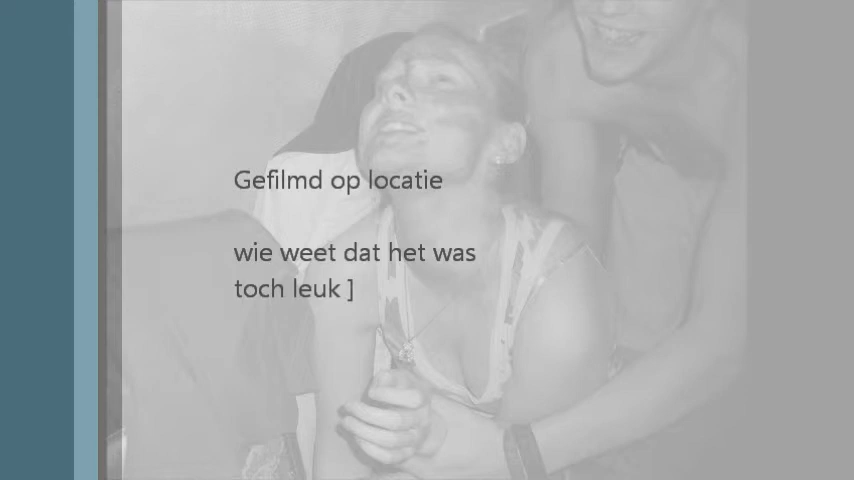 Gefilmd op locatie
wie weet dat het was
toch leuk ]